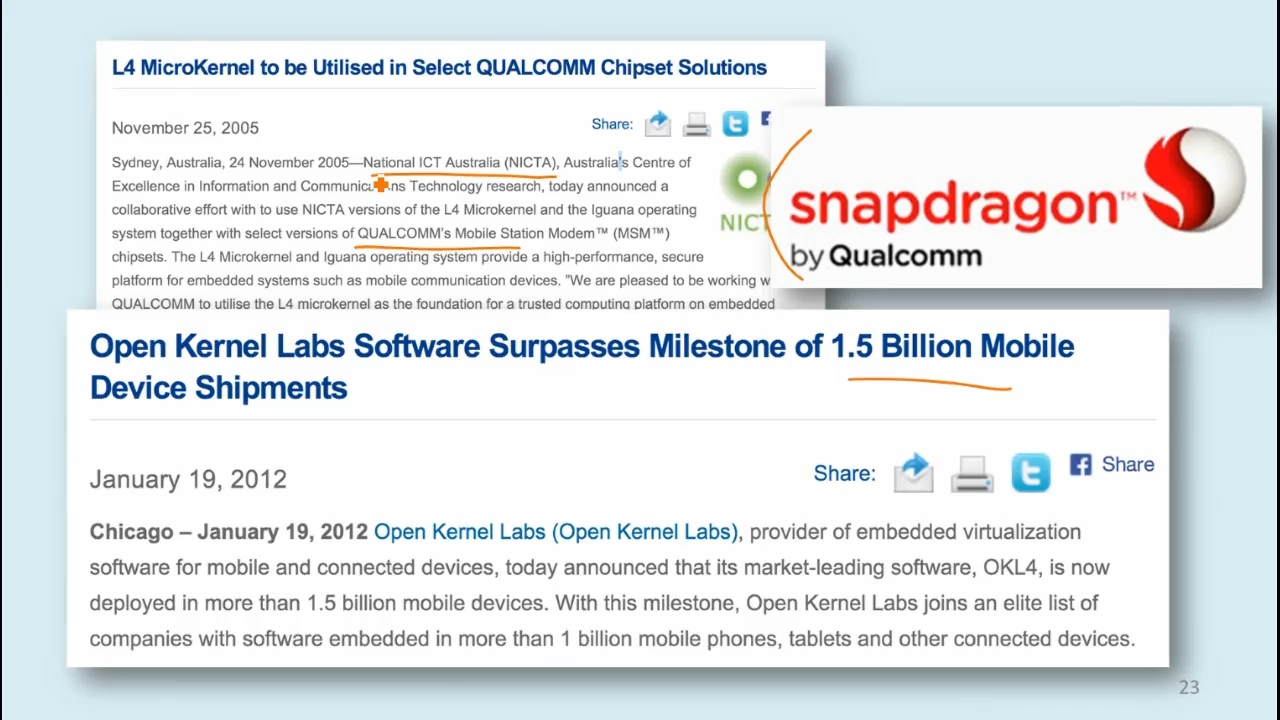 L4 MicroKernel to be Utilised in Select QUALCOMM Chipset Solutions
November 25, 2005
Share:
Sydney, Australia, 24 November 2005—National ICT Australia (NICTA), Australia's Centre of
Excellence in Information and Communic ns Technology research, today announced a
collaborative effort with to use NICTA versions of the L4 Microkernel and the Iguana operating
system together with select versions of QUALCOMM's Mobile Station Modem™ (MSM™)
chipsets. The L4 Microkernel and Iguana operating system provide a high-performance, secure
platform for embedded systems such as mobile communication devices. "We are pleased to be working w
QUALCOMM to utilise the L4 microkernel as the foundation for a trusted computing platform on embedded
NICT
snapdragon™
by Qualcomm
Open Kernel Labs Software Surpasses Milestone of 1.5 Billion Mobile
Device Shipments
January 19, 2012
Share:
Share
Chicago – January 19, 2012 Open Kernel Labs (Open Kernel Labs), provider of embedded virtualization
software for mobile and connected devices, today announced that its market-leading software, OKL4, is now
deployed in more than 1.5 billion mobile devices. With this milestone, Open Kernel Labs joins an elite list of
companies with software embedded in more than 1 billion mobile phones, tablets and other connected devices.
23